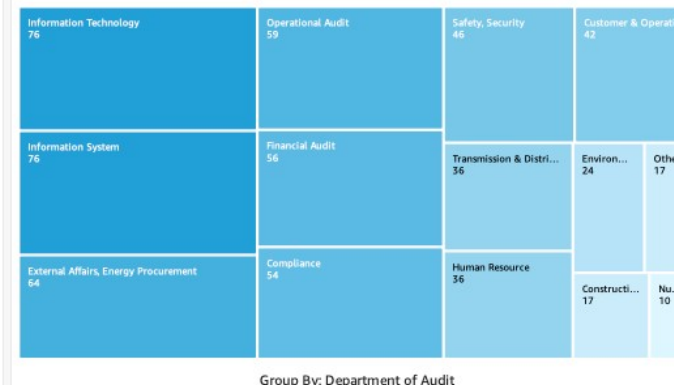 Information Technology
76
Operational Audit
59
Safety, Security
46
Customer & Operati
42
Information System
76
Financial Audit
56
Transmission & Distri...
36
Environ...
24
Othe
17
External Affairs, Energy Procurement
64
Compliance
54
Human Resource
36
Constructi...
17
Nu.
10
Group By: Department of Audit